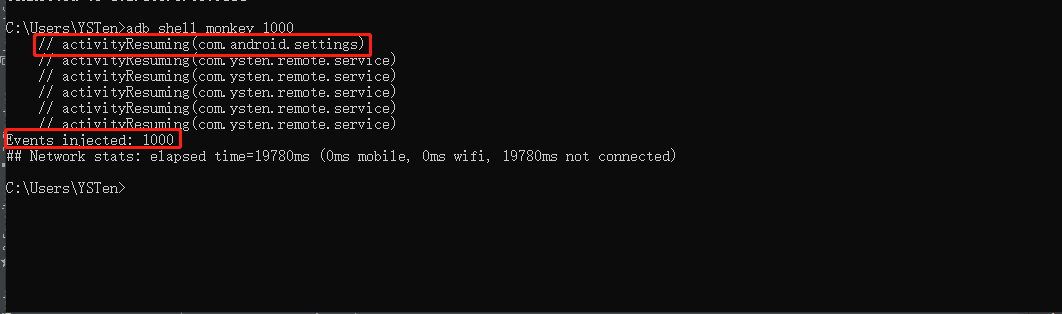 C:\Users\YSTen>adb shell monkey 1000
// activityResuming(com.android.settings)
// activityResuming(com.ysten.remote.service)
// activityResuming(com.ysten.remote.service)
// activityResuming(com.ysten.remote.service)
// activityResuming(com.ysten.remote.service)
// activityResuming(com.ysten.remote.service)
Events injected: 1000
## Network stats: elapsed time=19780ms (0ms mobile, 0ms wifi, 19780ms not connected)
C:\Users\YSTen>